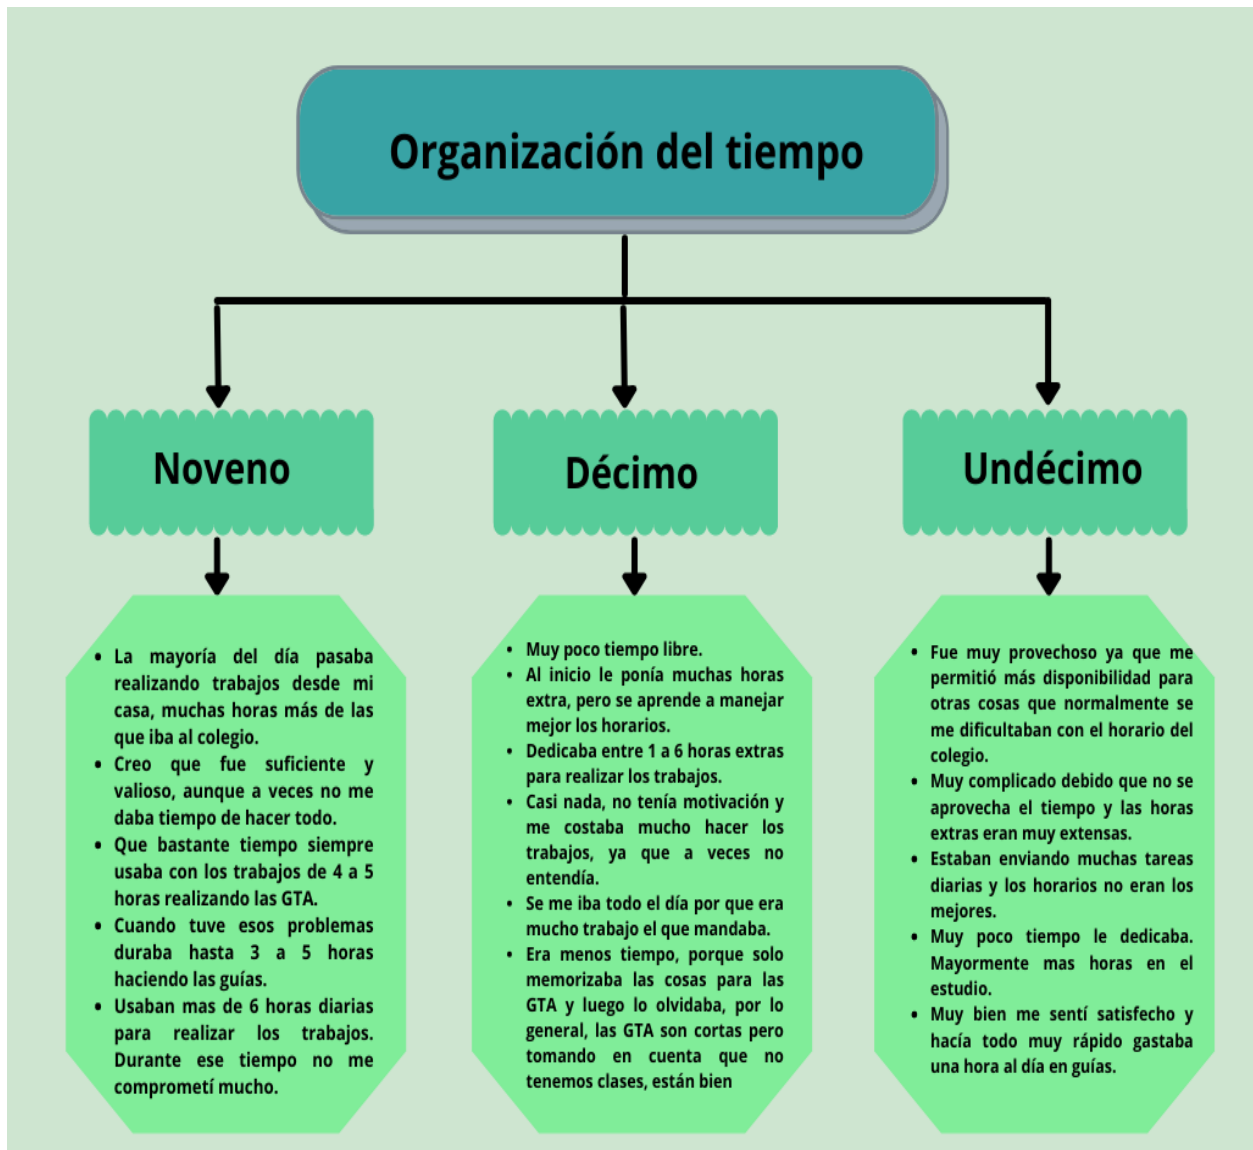 Organización del tiempo
Noveno
La mayoría del día pasaba
realizando trabajos desde mi
casa, muchas horas más de las
que iba al colegio.
Creo que fue suficiente y
valioso, aunque a veces no me
daba tiempo de hacer todo.
Que bastante tiempo siempre
usaba con los trabajos de 4 a 5
horas realizando las GTA.
Cuando tuve esos problemas
duraba hasta 3 a 5 horas
haciendo las guías.
Usaban mas de 6 horas diarias
para realizar los trabajos.
Durante ese tiempo no me
comprometí mucho.
Décimo
Muy poco tiempo libre.
Al inicio le ponía muchas horas
extra, pero se aprende a manejar
mejor los horarios.
Dedicaba entre 1 a 6 horas extras
para realizar los trabajos.
Casi nada, no tenía motivación y
me costaba mucho hacer los
trabajos, ya que a veces no
entendía.
Se me iba todo el día por que era
mucho trabajo el que mandaba.
Era menos tiempo, porque solo
memorizaba las cosas para las
GTA y luego lo olvidaba, por lo
general, las GTA son cortas pero
tomando en cuenta que no
tenemos clases, están bien
Undécimo
Fue muy provechoso ya que me
permitió más disponibilidad para
otras cosas que normalmente se
me dificultaban con el horario del
colegio.
Muy complicado debido que no se
aprovecha el tiempo y las horas
extras eran muy extensas.
Estaban enviando muchas tareas
diarias y los horarios no eran los
mejores.
Muy poco tiempo le dedicaba.
Mayormente mas horas en el
estudio.
Muy bien me sentí satisfecho y
hacía todo muy rápido gastaba
una hora al día en guías.